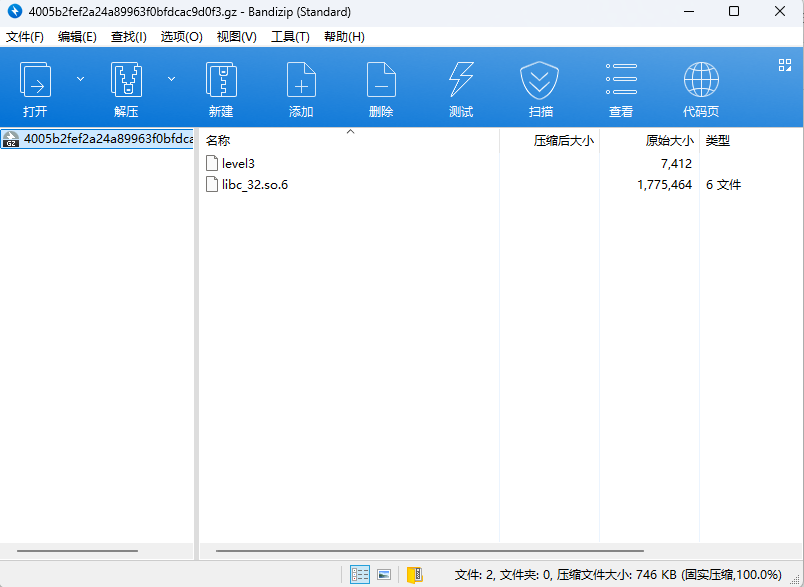 4005b2fef2a24a89963f0bfdcac9d0f3.gz - Bandizip (Standard)
文件(F) 编辑(E) 查找(I) 选项(O) 视图(V) 工具(T) 帮助(H)
打开 解压 新建 添加 删除 测试 扫描 查看 代码页
4005b2fef2a24a89963f0bfdca
名称 压缩后大小 原始大小 类型
level3 7,412
libc_32.so.6 1,775,464 6 文件
文件: 2, 文件夹: 0, 压缩文件大小: 746 KB (固实压缩,100.0%)